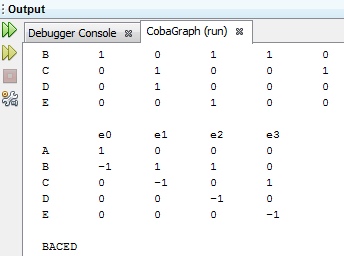 Output
Debugger Console
CobaGraph (run)
B 1 0 1 1 0
C 0 1 0 0 1
D 0 1 0 0 0
E 0 0 1 0 0
e0 e1 e2 e3
A 1 0 0 0
B -1 1 1 0
C 0 -1 0 1
D 0 0 -1 0
E 0 0 0 -1
BACED